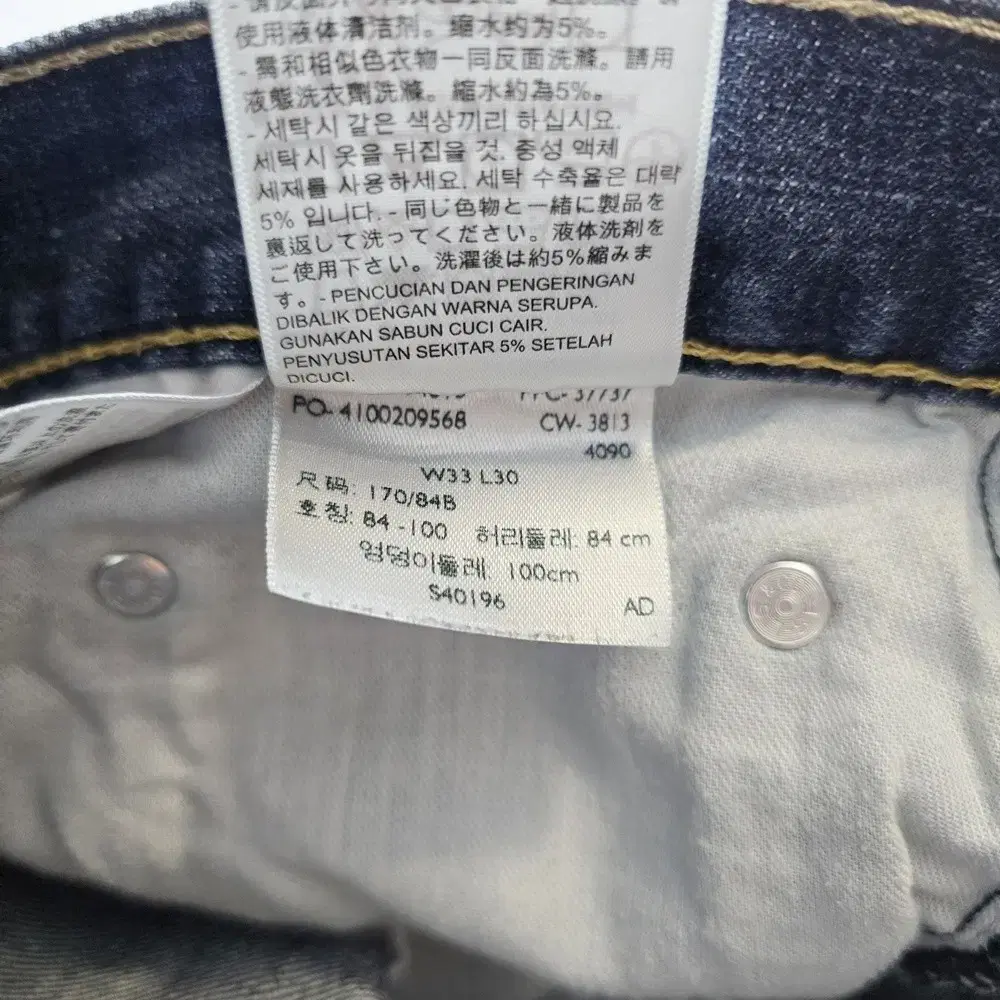 使用液体清洁剂。缩水约为5%。
- 需和相似色衣物一同反面洗滌。請用
液態洗衣劑洗滌。縮水約為5%。
- 세탁시 같은 색상끼리 하십시요.
세탁시 옷을 뒤집을 것. 중성 액체
세제를 사용하세요. 세탁 수축율은 대략
5% 입니다. - 同じ色物と一緒に製品を
裏返して洗ってください。液体洗剤を
ご使用下さい。洗濯後は約5%縮みま
す。- PENCUCIAN DAN PENGERINGAN
DIBALIK DENGAN WARNA SERUPA.
GUNAKAN SABUN CUCI CAIR.
PENYUSUTAN SEKITAR 5% SETELAH
DICUCI.
PO- 4100209568 CW- 3813
4090
W33 L30
尺码: 170/84B
호칭: 84 -100 허리둘레: 84 cm
엉덩이둘레 100cm
S40196 AD